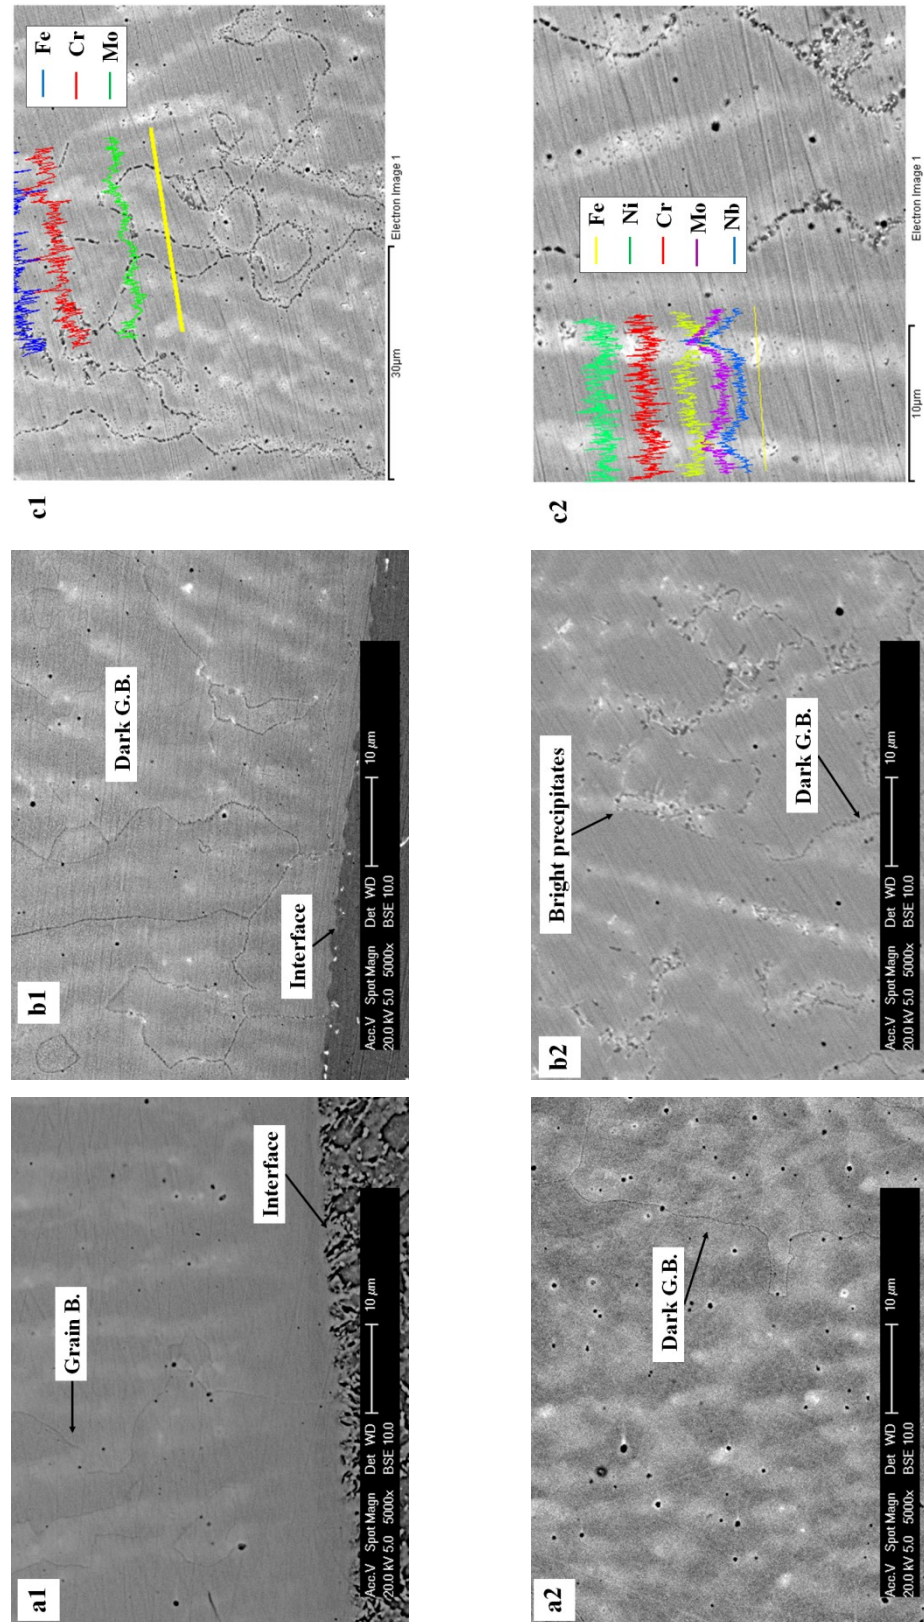 a1
Grain B.
Interface
Acc.V Spot Magn Det WD
20.0 kV 5.0 5000x BSE 10.0
10 µm
b1
Dark G.B.
Interface
Acc.V Spot Magn Det WD
20.0 kV 5.0 5000x BSE 10.0
10 µm
c1
Fe
Cr
Mo
30µm
Electron Image 1
a2
Dark G.B.
Acc.V Spot Magn Det WD
20.0 kV 5.0 5000x BSE 10.0
10 µm
b2
Bright precipitates
Dark G.B.
Acc.V Spot Magn Det WD
20.0 kV 5.0 5000x BSE 10.0
10 µm
c2
Fe
Ni
Cr
Mo
Nb
10µm
Electron Image 1